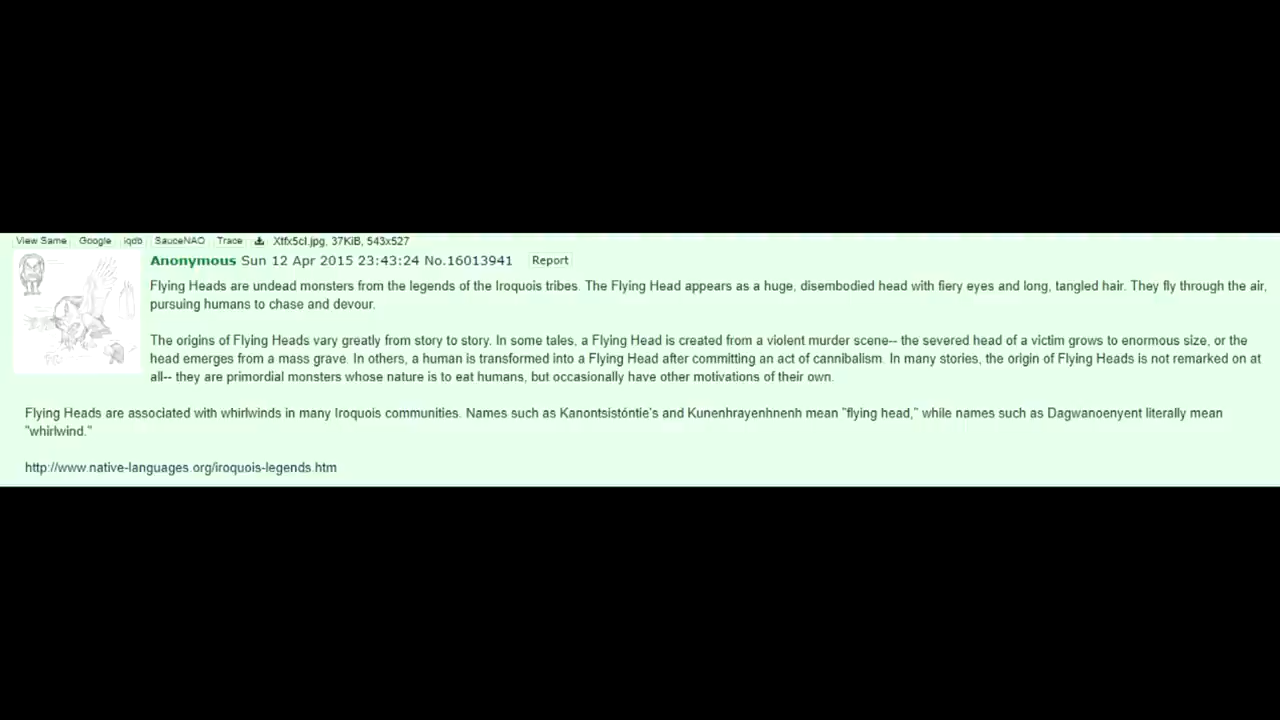 View Same Google iqdb SauceNAO Trace Xtfx5cl.jpg, 37KiB, 543x527
Anonymous Sun 12 Apr 2015 23:43:24 No.16013941 Report
Flying Heads are undead monsters from the legends of the Iroquois tribes. The Flying Head appears as a huge, disembodied head with fiery eyes and long, tangled hair. They fly through the air,
pursuing humans to chase and devour.
The origins of Flying Heads vary greatly from story to story. In some tales, a Flying Head is created from a violent murder scene-- the severed head of a victim grows to enormous size, or the
head emerges from a mass grave. In others, a human is transformed into a Flying Head after committing an act of cannibalism. In many stories, the origin of Flying Heads is not remarked on at
all-- they are primordial monsters whose nature is to eat humans, but occasionally have other motivations of their own.
Flying Heads are associated with whirlwinds in many Iroquois communities. Names such as Kanontsistóntie's and Kunenhrayenhnenh mean "flying head," while names such as Dagwanoenyent literally mean
"whirlwind."
http://www.native-languages.org/iroquois-legends.htm